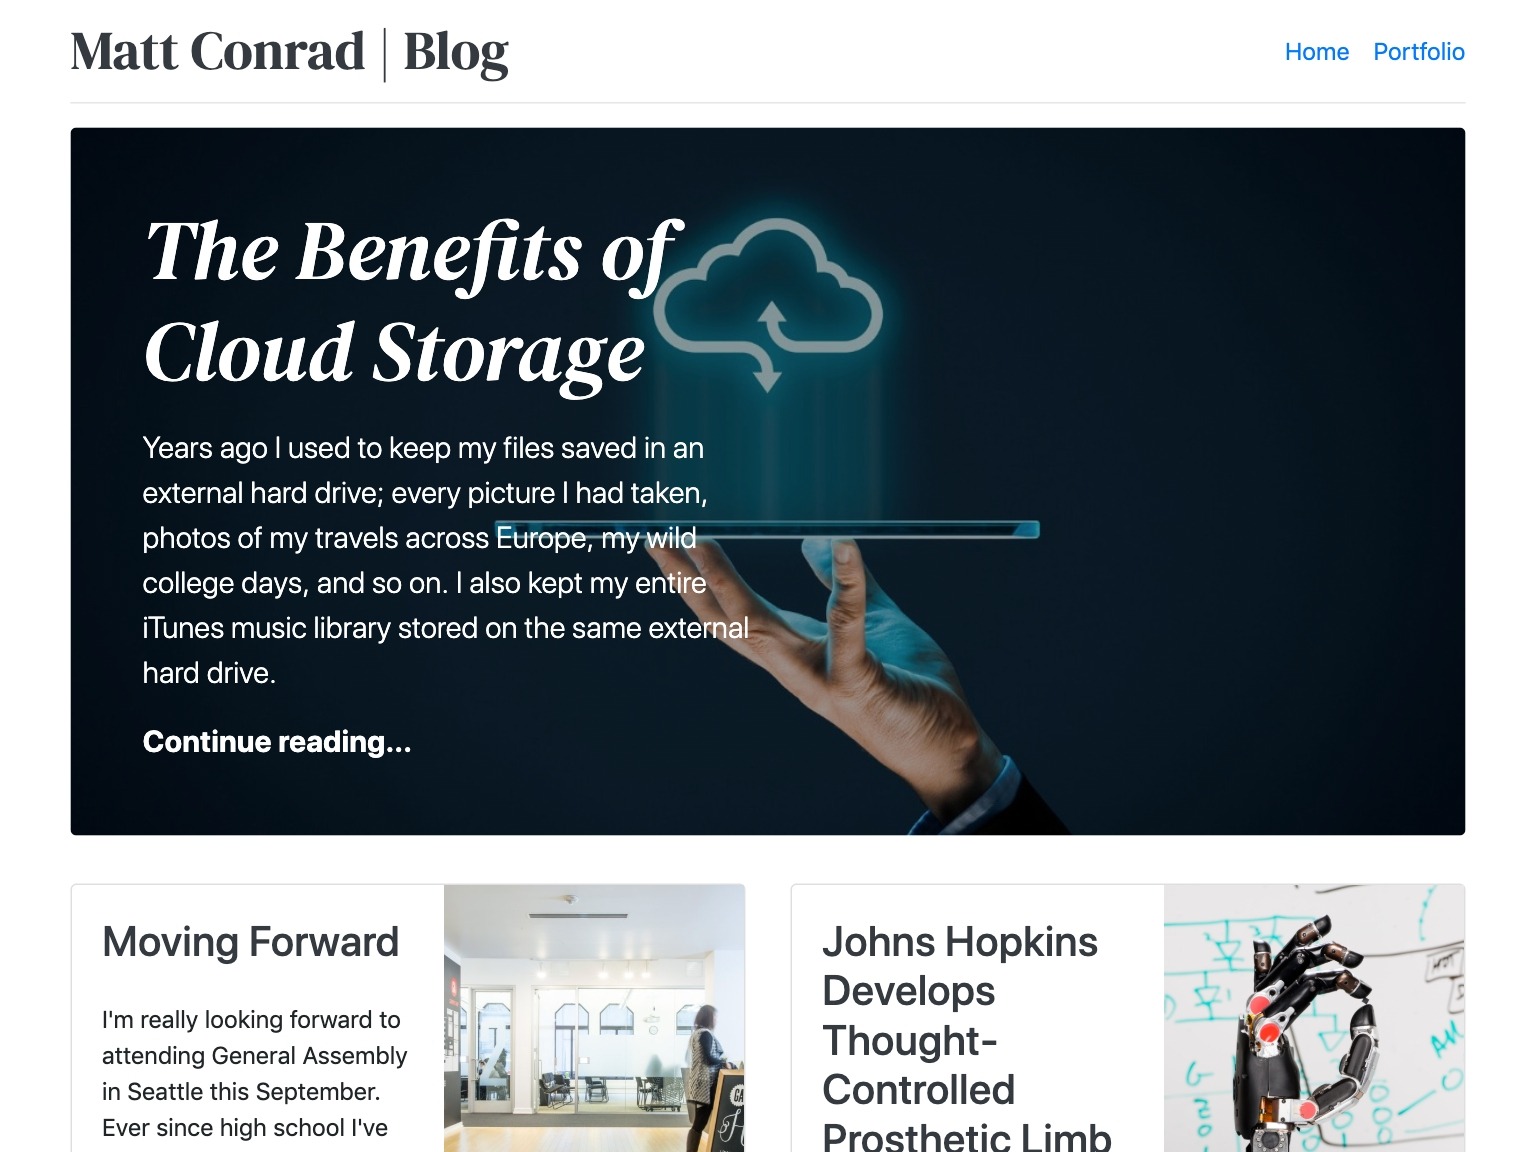 Matt Conrad | Blog
Home Portfolio
The Benefits of
Cloud Storage
Years ago I used to keep my files saved in an
external hard drive; every picture I had taken,
photos of my travels across Europe, my wild
college days, and so on. I also kept my entire
iTunes music library stored on the same external
hard drive.
Continue reading...
Moving Forward
I'm really looking forward to
attending General Assembly
in Seattle this September.
Ever since high school I've
Johns Hopkins
Develops
Thought-
Controlled
Prosthetic Limb